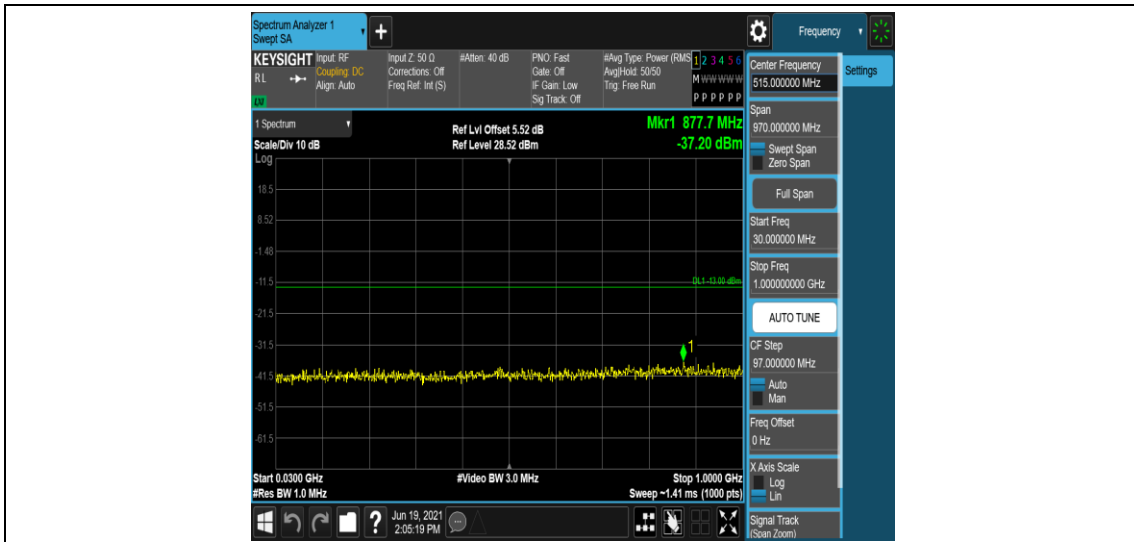 Spectrum Analyzer 1
Swept SA
+
Frequency
KEYSIGHT
RL
Input: RF
Coupling: DC
Align: Auto
Input Z: 50 Ω
Corrections: Off
Freq Ref: Int (S)
#Atten: 40 dB
PNO: Fast
Gate: Off
IF Gain: Low
Sig Track: Off
#Avg Type: Power (RMS
Avg|Hold: 50/50
Trig: Free Run
1 2 3 4 5 6
M W W W W W
P P P P P P
Center Frequency
515.000000 MHz
Settings
Span
970.000000 MHz
Swept Span
Zero Span
Full Span
Start Freq
30.000000 MHz
Stop Freq
1.000000000 GHz
AUTO TUNE
CF Step
97.000000 MHz
Auto
Man
Freq Offset
0 Hz
X Axis Scale
Log
Lin
Signal Track
(Span Zoom)
1 Spectrum
Scale/Div 10 dB
Log
Ref Lvl Offset 5.52 dB
Ref Level 28.52 dBm
Mkr1 877.7 MHz
-37.20 dBm
18.5
8.52
-1.48
-11.5
DL1 -13.00 dBm
-21.5
-31.5
1
-41.5
-51.5
-61.5
Start 0.0300 GHz
#Video BW 3.0 MHz
Stop 1.0000 GHz
#Res BW 1.0 MHz
Sweep ~1.41 ms (1000 pts)
?
Jun 19, 2021
2:05:19 PM